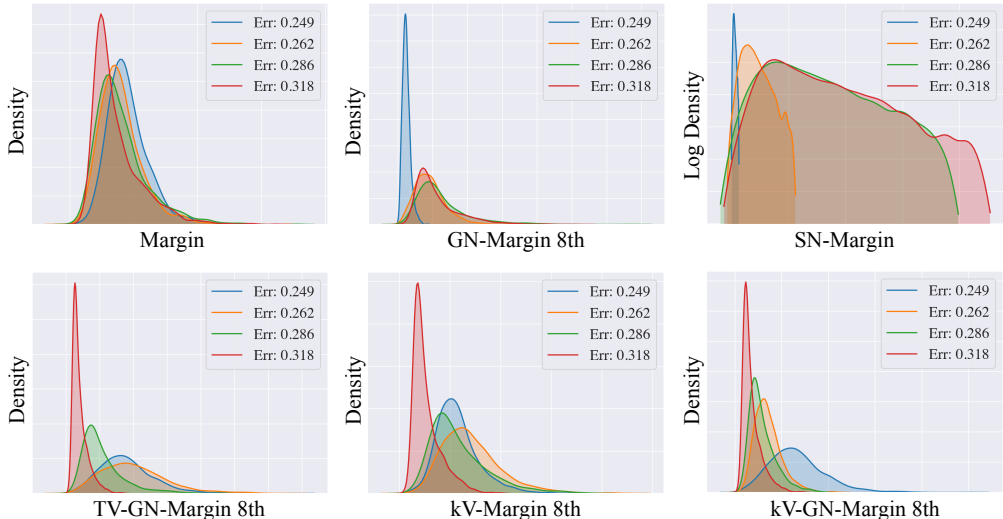 Density
Err: 0.249
Err: 0.262
Err: 0.286
Err: 0.318
Margin
Density
Err: 0.249
Err: 0.262
Err: 0.286
Err: 0.318
GN-Margin 8th
Log Density
Err: 0.249
Err: 0.262
Err: 0.286
Err: 0.318
SN-Margin
Density
Err: 0.249
Err: 0.262
Err: 0.286
Err: 0.318
TV-GN-Margin 8th
Density
Err: 0.249
Err: 0.262
Err: 0.286
Err: 0.318
kV-Margin 8th
Density
Err: 0.249
Err: 0.262
Err: 0.286
Err: 0.318
kV-GN-Margin 8th